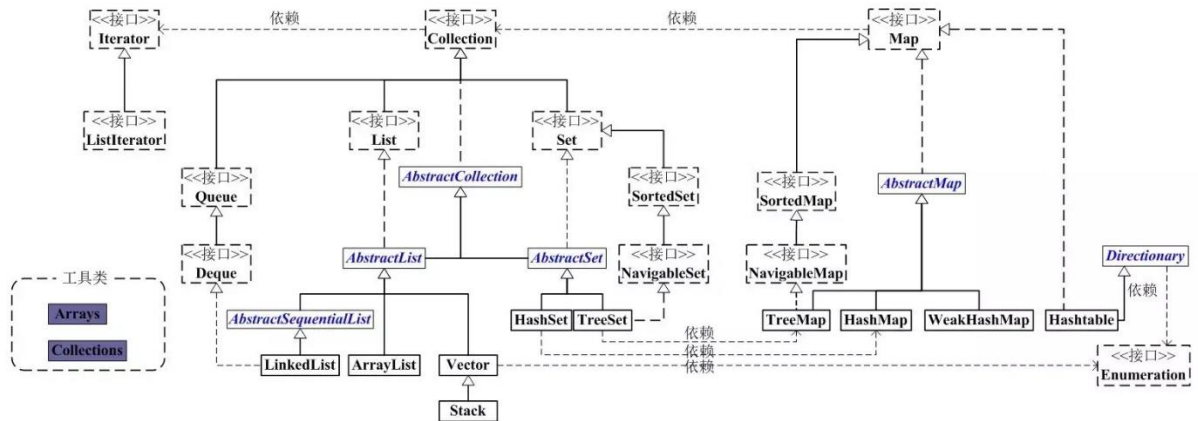 <<接口>>
Iterator
依赖
<<接口>>
Collection
依赖
<<接口>>
Map
<<接口>>
ListIterator
<<接口>>
List
<<接口>>
Set
<<接口>>
Queue
AbstractCollection
<<接口>>
SortedSet
<<接口>>
SortedMap
AbstractMap
<<接口>>
Deque
AbstractList
AbstractSet
<<接口>>
NavigableSet
<<接口>>
NavigableMap
Directionary
依赖
工具类
Arrays
Collections
AbstractSequentialList
HashSet
TreeSet
依赖
TreeMap
HashMap
WeakHashMap
Hashtable
依赖
LinkedList
ArrayList
Vector
依赖
<<接口>>
Enumeration
Stack